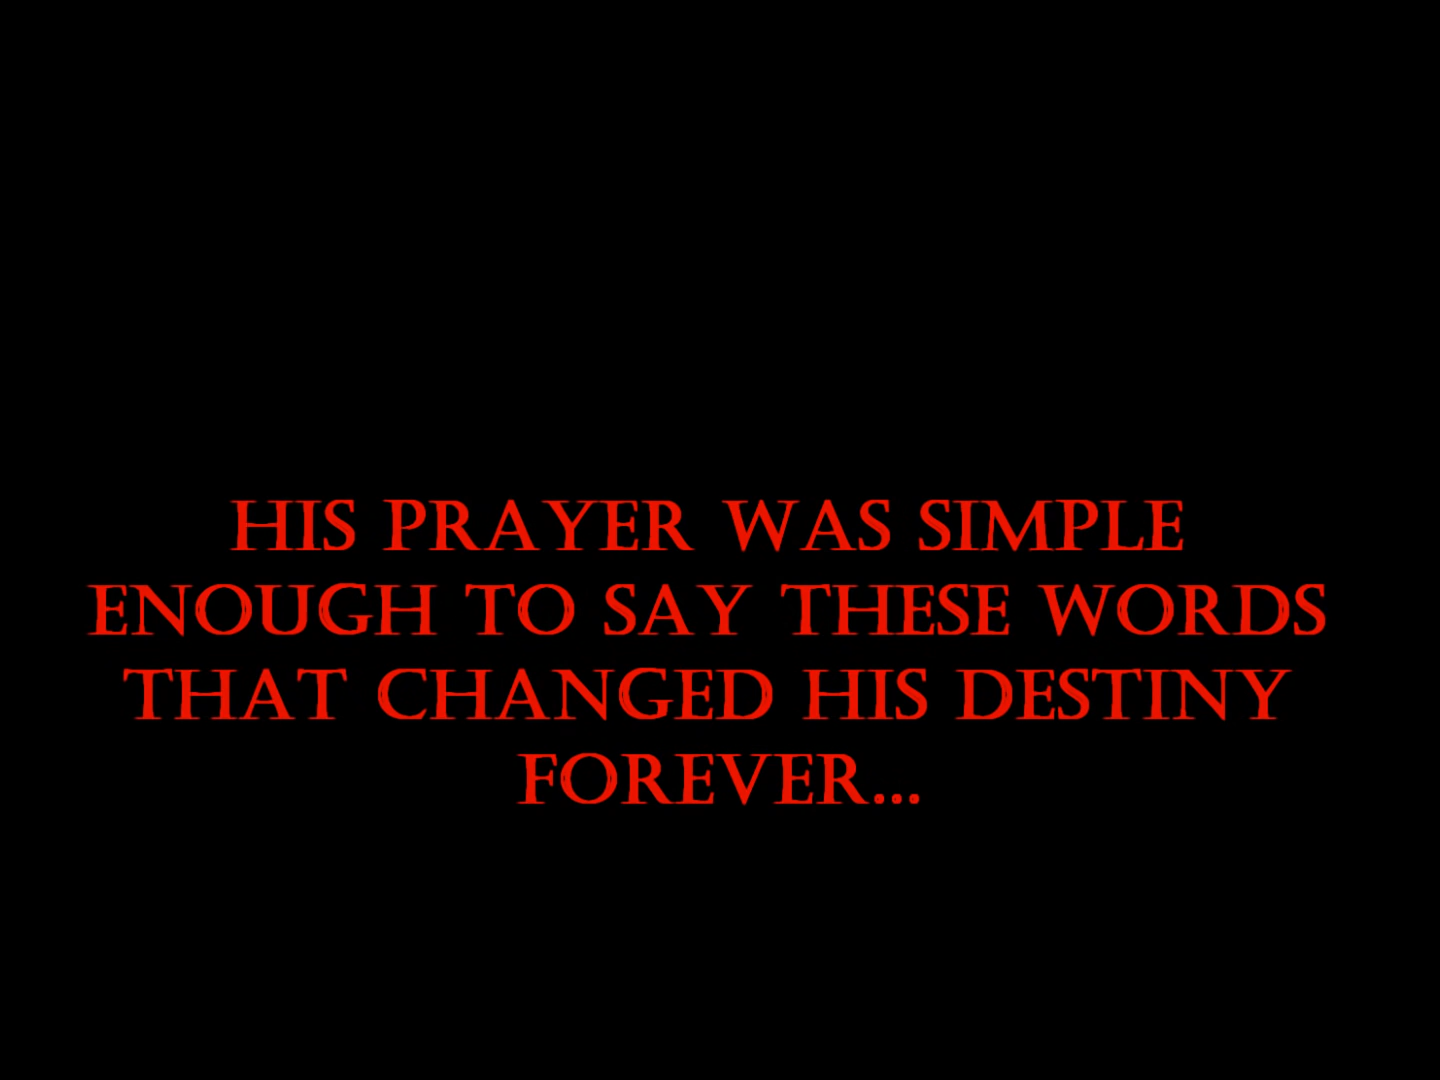 HIS PRAYER WAS SIMPLE
ENOUGH TO SAY THESE WORDS
THAT CHANGED HIS DESTINY
FOREVER...